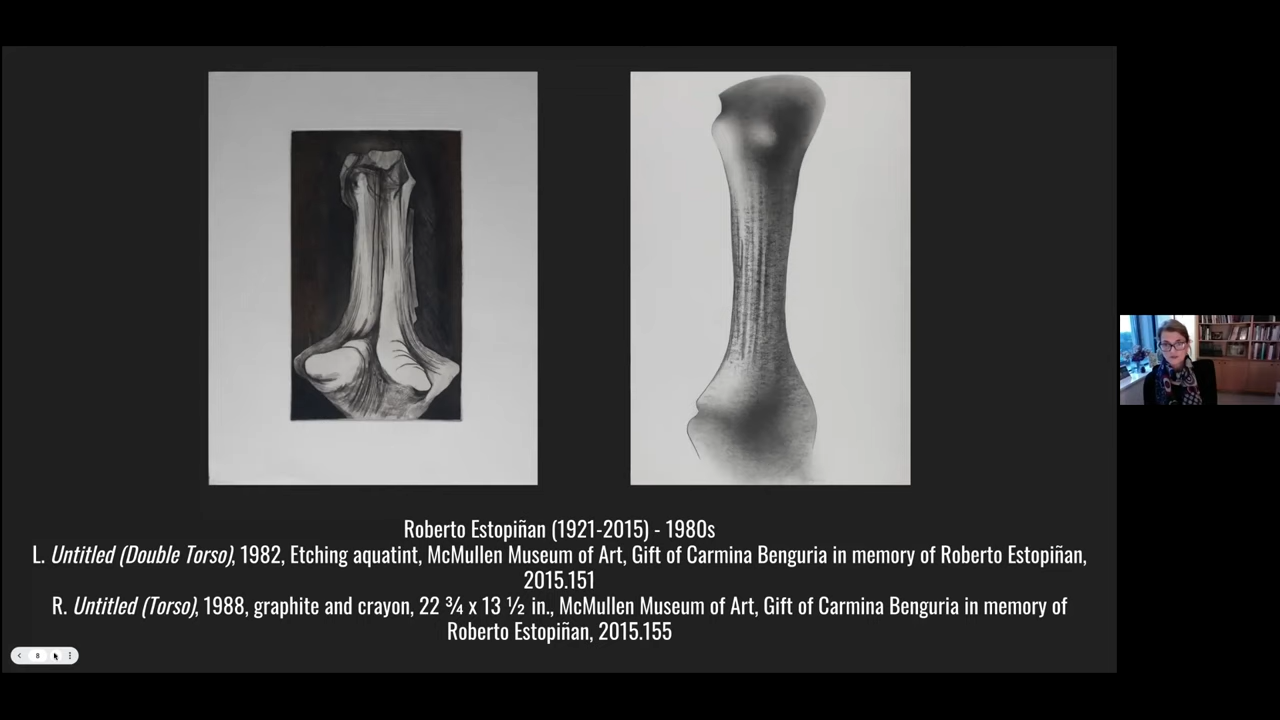 Roberto Estopiñan (1921-2015) - 1980s
L. Untitled (Double Torso), 1982, Etching aquatint, McMullen Museum of Art, Gift of Carmina Benguria in memory of Roberto Estopiñan,
2015.151
R. Untitled (Torso), 1988, graphite and crayon, 22 ¾ x 13 ½ in., McMullen Museum of Art, Gift of Carmina Benguria in memory of
Roberto Estopiñan, 2015.155
8